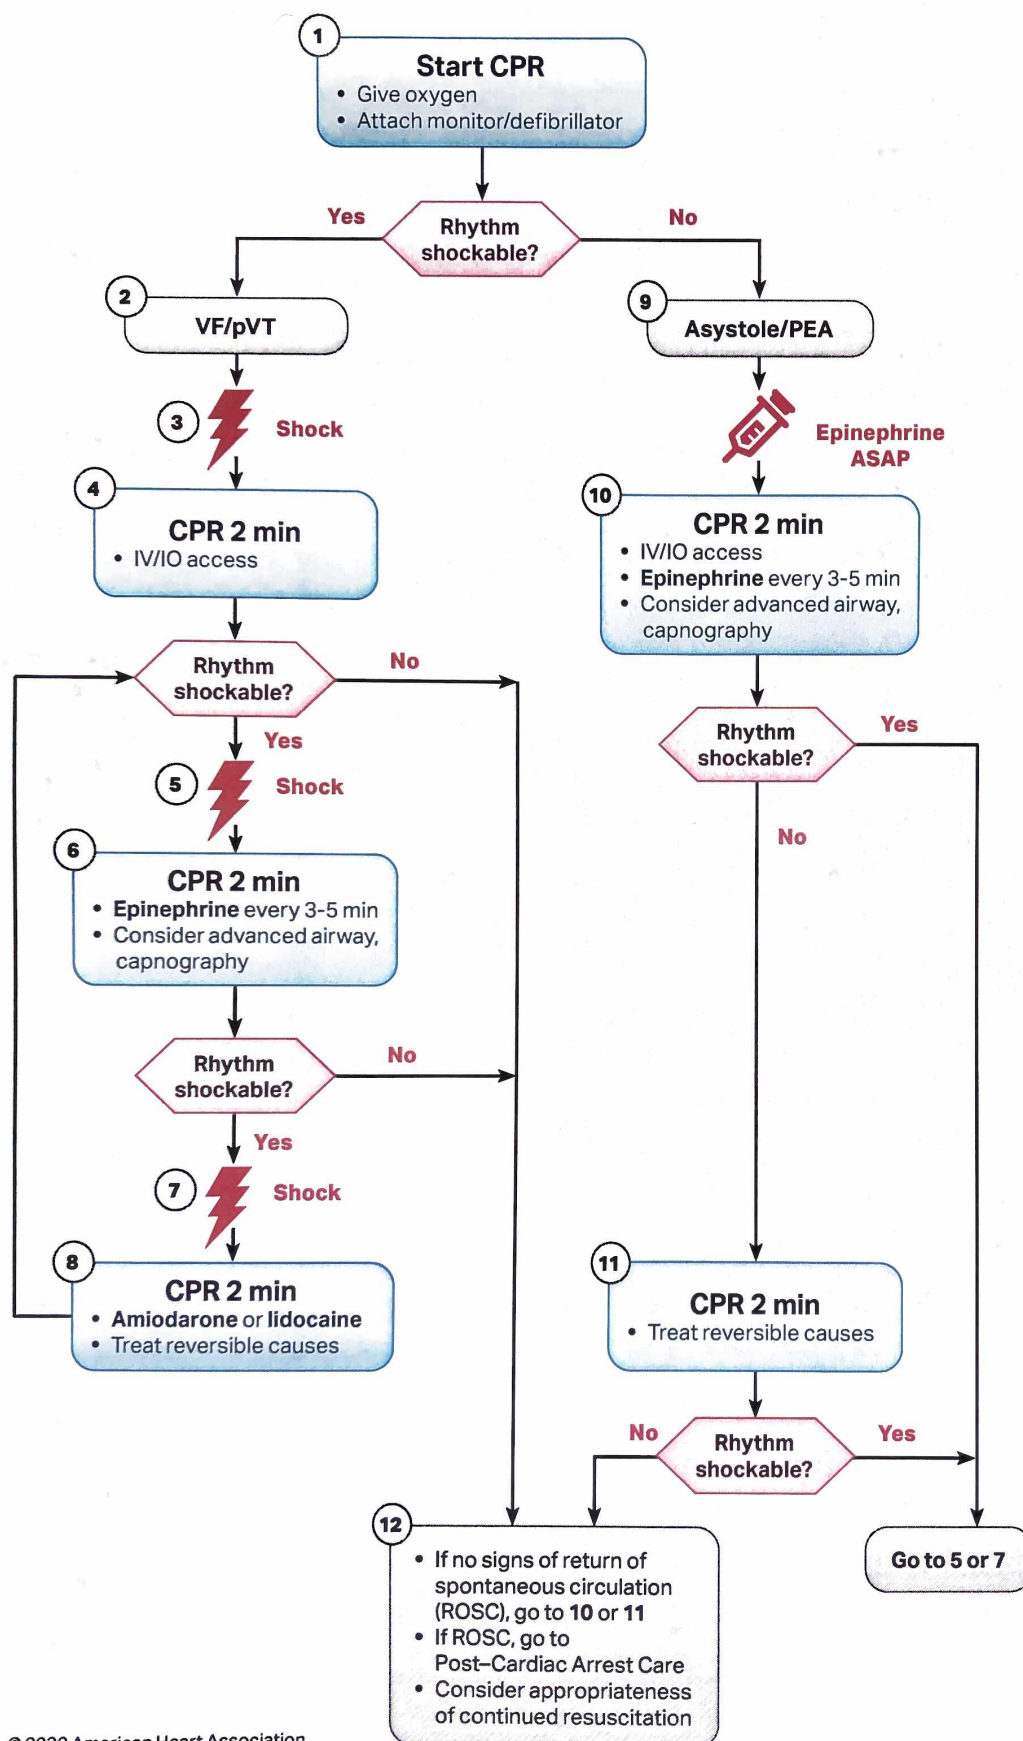 1
Start CPR
• Give oxygen
• Attach monitor/defibrillator
Rhythm
shockable?
Yes
No
2
VF/pVT
9
Asystole/PEA
3
Shock
Epinephrine
ASAP
4
CPR 2 min
• IV/IO access
10
CPR 2 min
• IV/IO access
• Epinephrine every 3-5 min
• Consider advanced airway,
capnography
Rhythm
shockable?
No
Yes
Rhythm
shockable?
Yes
No
5
Shock
6
CPR 2 min
• Epinephrine every 3-5 min
• Consider advanced airway,
capnography
Rhythm
shockable?
No
Yes
7
Shock
8
CPR 2 min
• Amiodarone or lidocaine
• Treat reversible causes
11
CPR 2 min
• Treat reversible causes
Rhythm
shockable?
No
Yes
12
• If no signs of return of
spontaneous circulation
(ROSC), go to 10 or 11
• If ROSC, go to
Post–Cardiac Arrest Care
• Consider appropriateness
of continued resuscitation
Go to 5 or 7
© 2020 American Heart Association